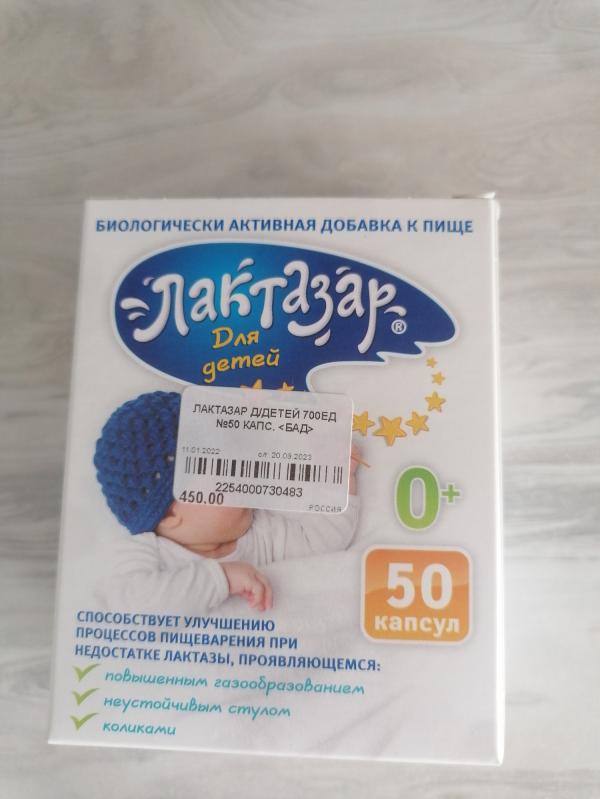 БИОЛОГИЧЕСКИ АКТИВНАЯ ДОБАВКА К ПИЩЕ
Лактазар®
Для
детей
ЛАКТАЗАР Д/ДЕТЕЙ 700ЕД
№50 КАПС. <БАД>
11.01.2022 сг. 20.09.2023
2254000730483
450.00 РОССИЯ
0+
50
капсул
СПОСОБСТВУЕТ УЛУЧШЕНИЮ
ПРОЦЕССОВ ПИЩЕВАРЕНИЯ ПРИ
НЕДОСТАТКЕ ЛАКТАЗЫ, ПРОЯВЛЯЮЩЕМСЯ:
повышенным газообразованием
неустойчивым стулом
коликами